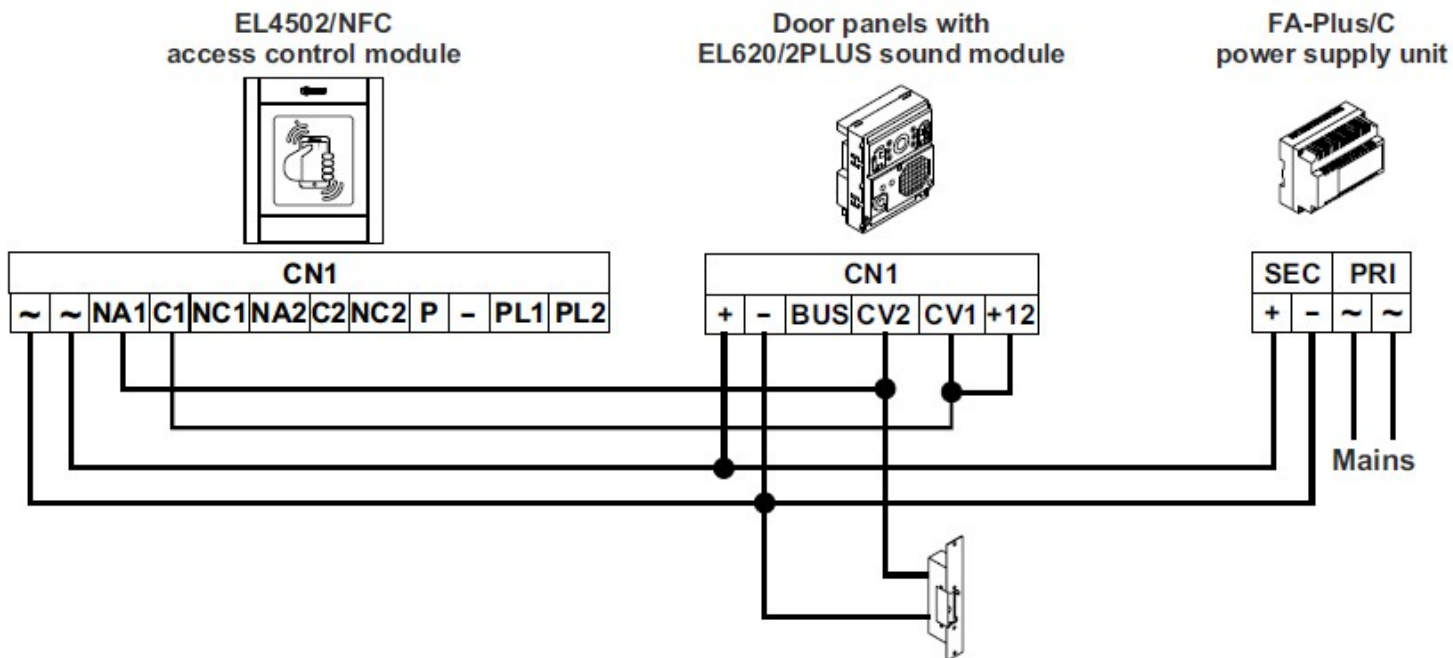 EL4502/NFC
access control module
Door panels with
EL620/2PLUS sound module
FA-Plus/C
power supply unit
CN1
~ ~ NA1 C1 NC1 NA2 C2 NC2 P - PL1 PL2
CN1
+ - BUS CV2 CV1 +12
SEC PRI
+ - ~ ~
Mains